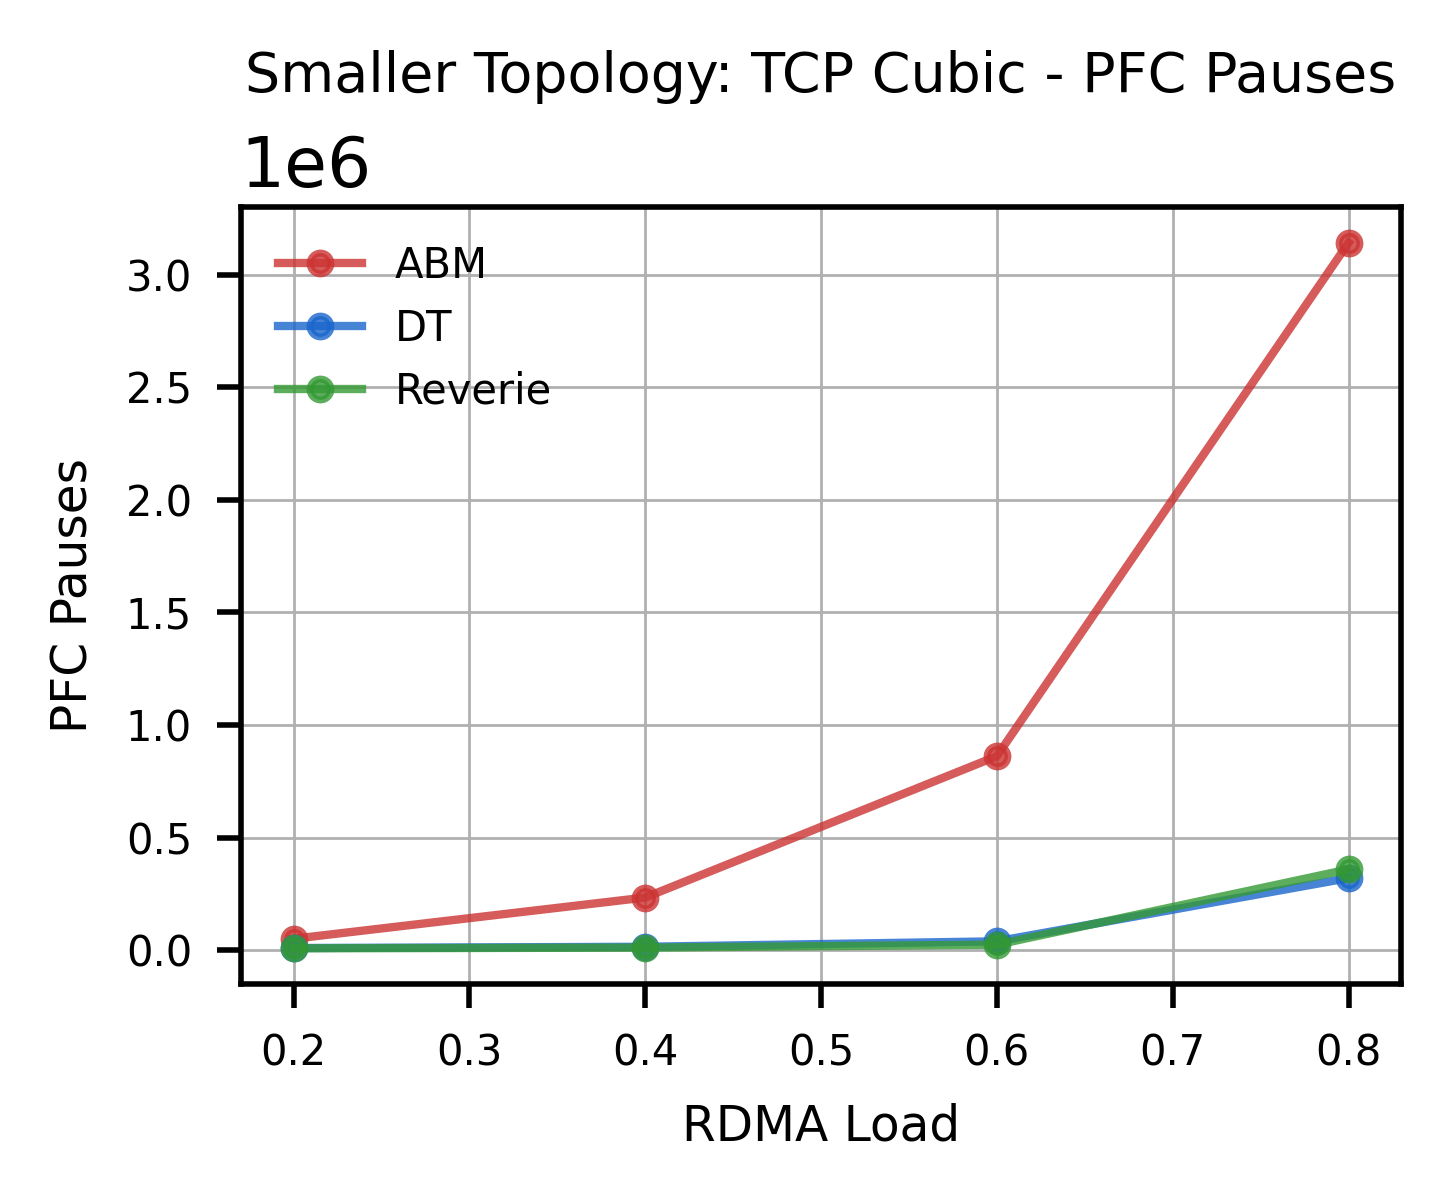 Smaller Topology: TCP Cubic - PFC Pauses
1e6
ABM
DT
Reverie
PFC Pauses
3.0
2.5
2.0
1.5
1.0
0.5
0.0
0.2 0.3 0.4 0.5 0.6 0.7 0.8
RDMA Load